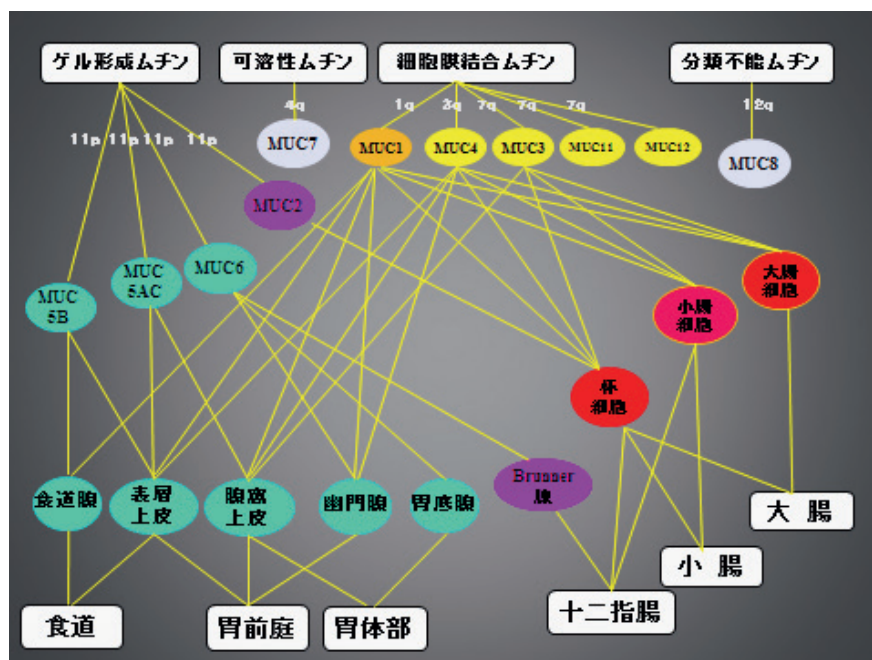 ゲル形成ムチン
可溶性ムチン
細胞膜結合ムチン
分類不能ムチン
4q
1q
3q
7q
7q
7q
12q
11p
11p
11p
11p
MUC7
MUC1
MUC4
MUC3
MUC11
MUC12
MUC8
MUC2
MUC6
MUC
5AC
MUC
5B
大腸
細胞
小腸
細胞
杯
細胞
食道腺
表層
上皮
腺窩
上皮
幽門腺
胃底腺
Brunner
腺
大 腸
小 腸
十二指腸
食道
胃前庭
胃体部